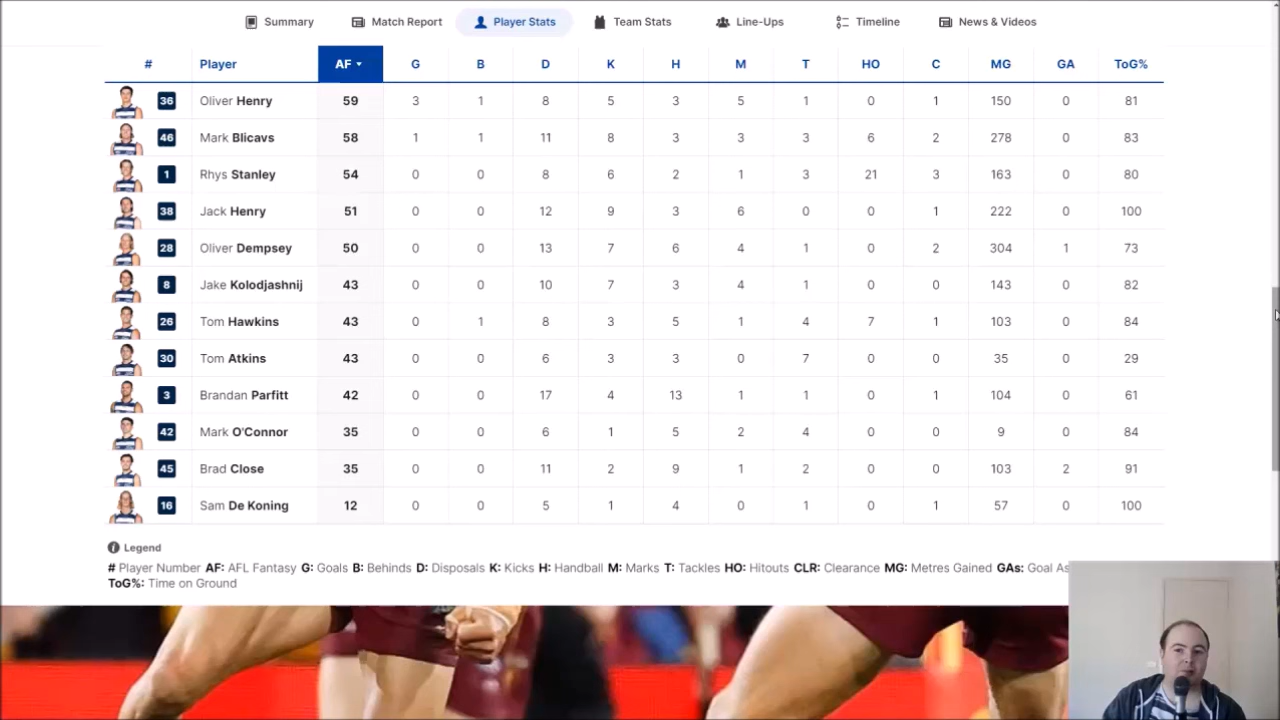 Summary Match Report Player Stats Team Stats Line-Ups Timeline News & Videos
# Player AF G B D K H M T HO C MG GA ToG%
36 Oliver Henry 59 3 1 8 5 3 5 1 0 1 150 0 81
46 Mark Blicavs 58 1 1 11 8 3 3 3 6 2 278 0 83
1 Rhys Stanley 54 0 0 8 6 2 1 3 21 3 163 0 80
38 Jack Henry 51 0 0 12 9 3 6 0 0 1 222 0 100
28 Oliver Dempsey 50 0 0 13 7 6 4 1 0 2 304 1 73
8 Jake Kolodjashnij 43 0 0 10 7 3 4 1 0 0 143 0 82
26 Tom Hawkins 43 0 1 8 3 5 1 4 7 1 103 0 84
30 Tom Atkins 43 0 0 6 3 3 0 7 0 0 35 0 29
3 Brandan Parfitt 42 0 0 17 4 13 1 1 0 1 104 0 61
42 Mark O'Connor 35 0 0 6 1 5 2 4 0 0 9 0 84
45 Brad Close 35 0 0 11 2 9 1 2 0 0 103 2 91
16 Sam De Koning 12 0 0 5 1 4 0 1 0 1 57 0 100
Legend
# Player Number AF: AFL Fantasy G: Goals B: Behinds D: Disposals K: Kicks H: Handball M: Marks T: Tackles HO: Hitouts CLR: Clearance MG: Metres Gained GAs: Goal As
ToG%: Time on Ground